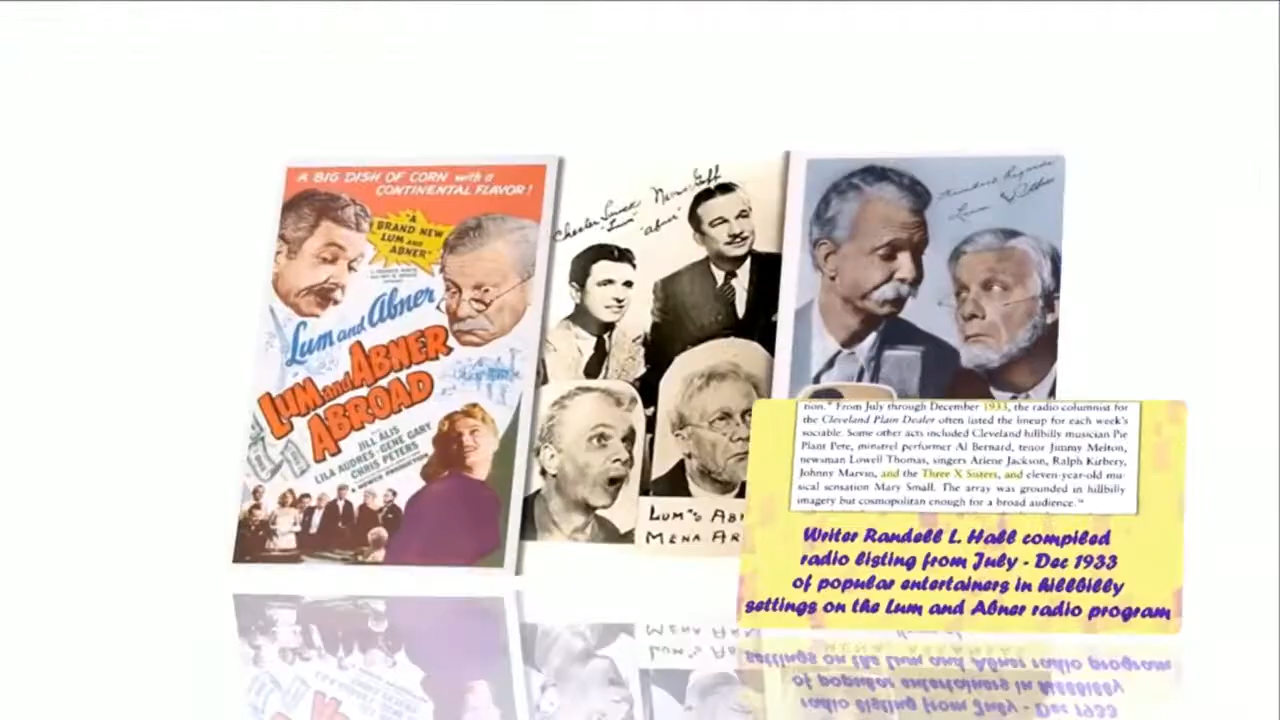 A BIG DISH OF CORN with a
CONTINENTAL FLAVOR!
"A
BRAND NEW
LUM AND
ABNER"
Lum and Abner
LUM and ABNER
ABROAD
JILL ALIS
LILA AUDRES · GENE GARY
CHRIS PETERS
Chester Lauck
"Lum"
Norris Goff
"abner"
LUM "& AB
MENA AR
tion." From July through December 1933, the radio columnist for
the Cleveland Plain Dealer often listed the lineup for each week's
sociable. Some other acts included Cleveland hillbilly musician Pie
Plant Pete, minstrel performer Al Bernard, tenor Jimmy Melton,
newsman Lowell Thomas, singers Arlene Jackson, Ralph Kirbery,
Johnny Marvin, and the Three X Sisters, and eleven-year-old mu-
sical sensation Mary Small. The array was grounded in hillbilly
imagery but cosmopolitan enough for a broad audience."
Writer Randell L. Hall compiled
radio listing from July - Dec 1933
of popular entertainers in hillbilly
settings on the Lum and Abner radio program